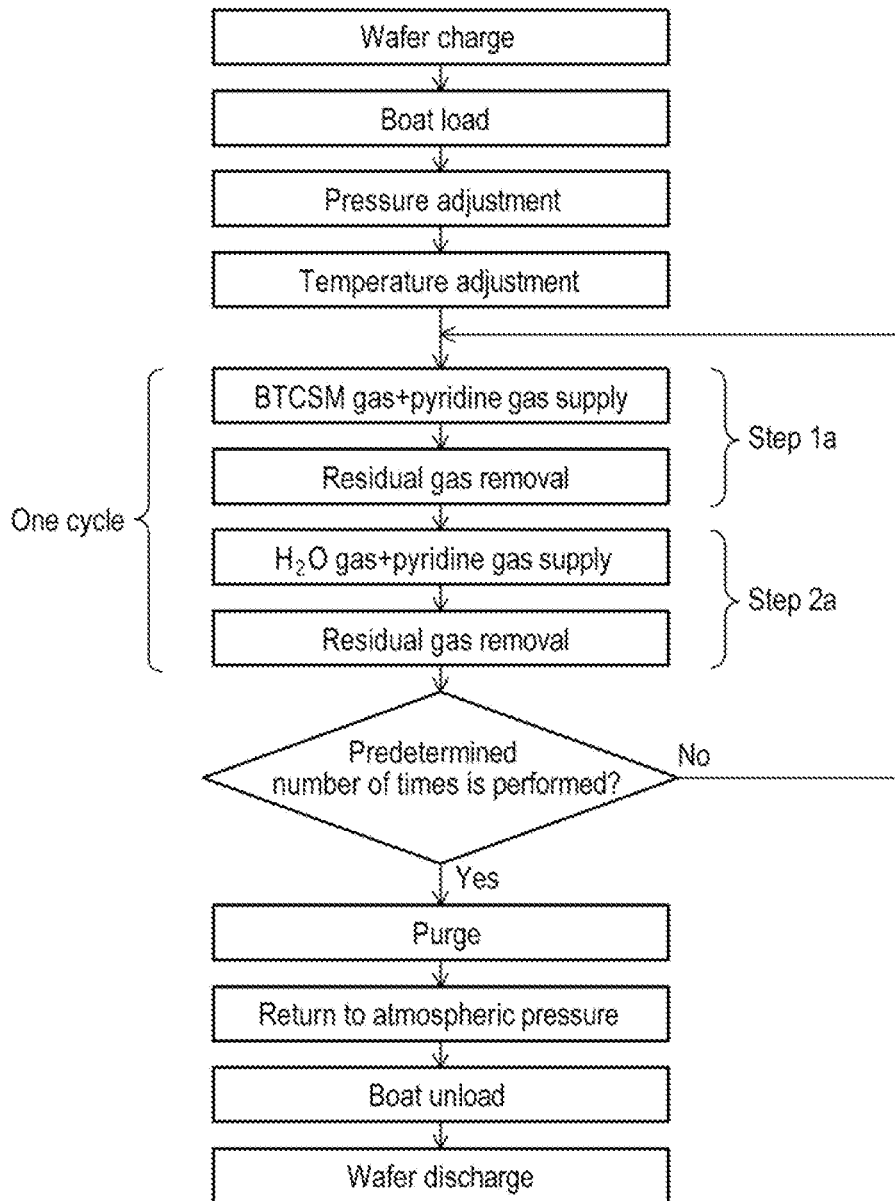 Wafer charge
Boat load
Pressure adjustment
Temperature adjustment
BTCSM gas+pyridine gas supply
Step 1a
Residual gas removal
One cycle
H₂O gas+pyridine gas supply
Step 2a
Residual gas removal
Predetermined
number of times is performed?
No
Yes
Purge
Return to atmospheric pressure
Boat unload
Wafer discharge